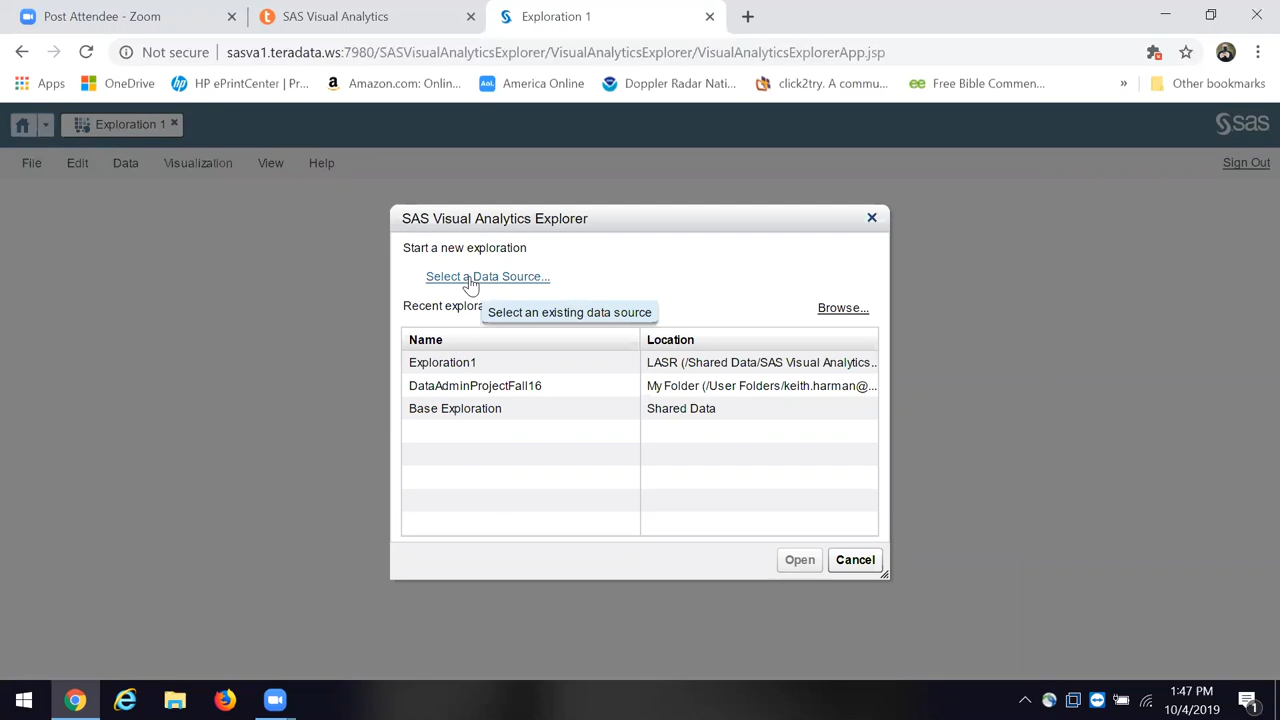 Post Attendee - Zoom
SAS Visual Analytics
Exploration 1
Not secure
sasva1.teradata.ws:7980/SASVisualAnalyticsExplorer/VisualAnalyticsExplorer/VisualAnalyticsExplorerApp.jsp
Apps
OneDrive
HP ePrintCenter | Pr...
Amazon.com: Onlin...
America Online
Doppler Radar Nati...
click2try. A commu...
Free Bible Commen...
»
Other bookmarks
Exploration 1
sas
File
Edit
Data
Visualization
View
Help
Sign Out
SAS Visual Analytics Explorer
Start a new exploration
Select a Data Source...
Recent explora
Select an existing data source
Browse...
Name
Location
Exploration1
LASR (/Shared Data/SAS Visual Analytics...
DataAdminProjectFall16
My Folder (/User Folders/keith.harman@...
Base Exploration
Shared Data
Open
Cancel
1:47 PM
10/4/2019
1